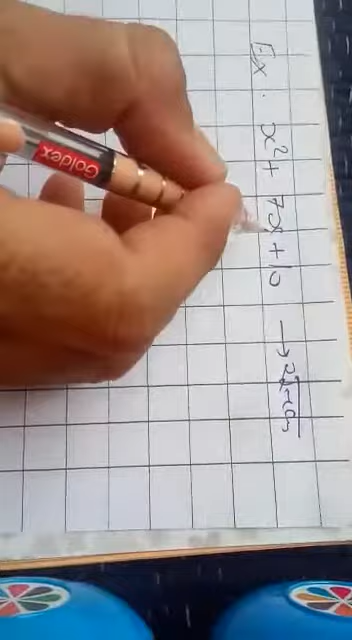 Ex. x² + 7x + 10 →
Goldex